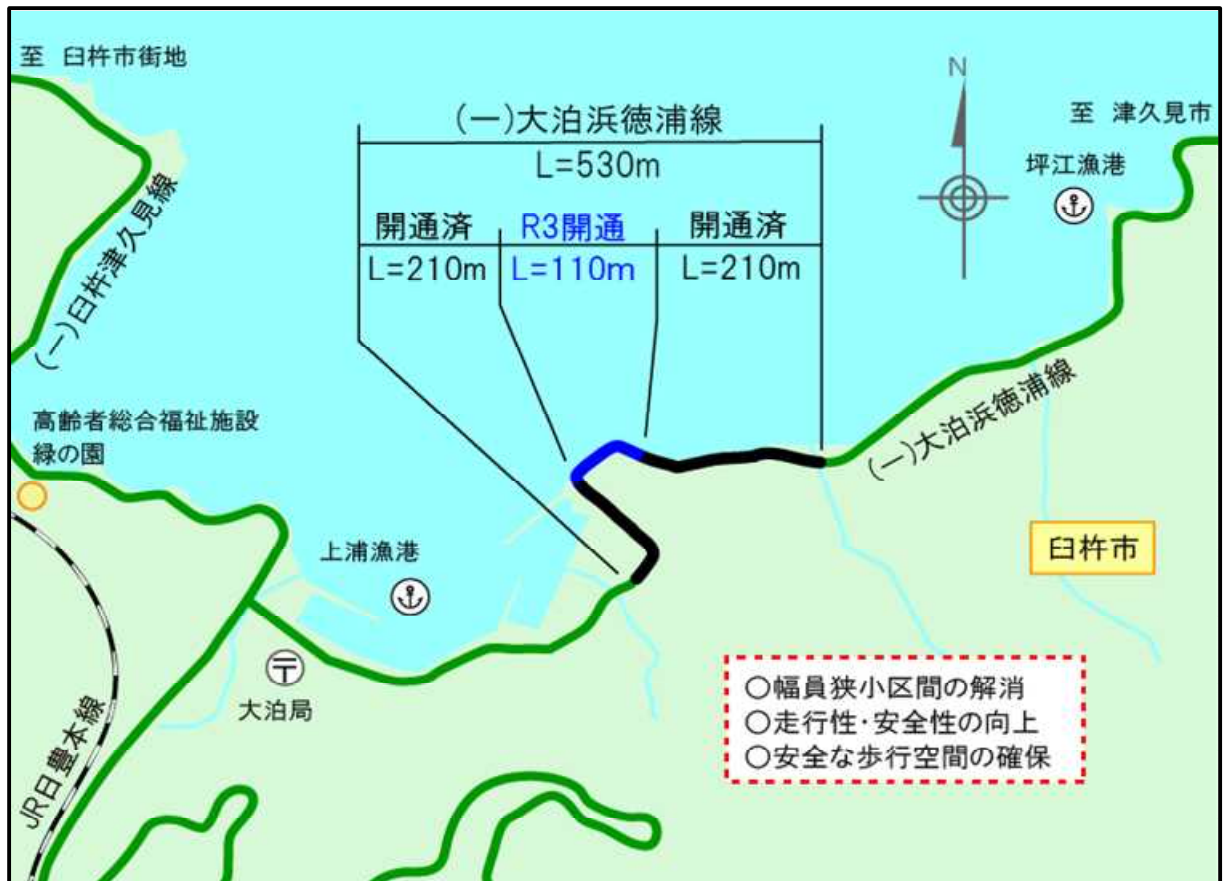 至 臼杵市街地
N
(一)大泊浜徳浦線
至 津久見市
L=530m
坪江漁港
(一)臼杵津久見線
開通済
R3開通
開通済
L=210m
L=110m
L=210m
(一)大泊浜徳浦線
高齢者総合福祉施設
緑の園
臼杵市
上浦漁港
大泊局
○幅員狭小区間の解消
○走行性・安全性の向上
○安全な歩行空間の確保
JR日豊本線